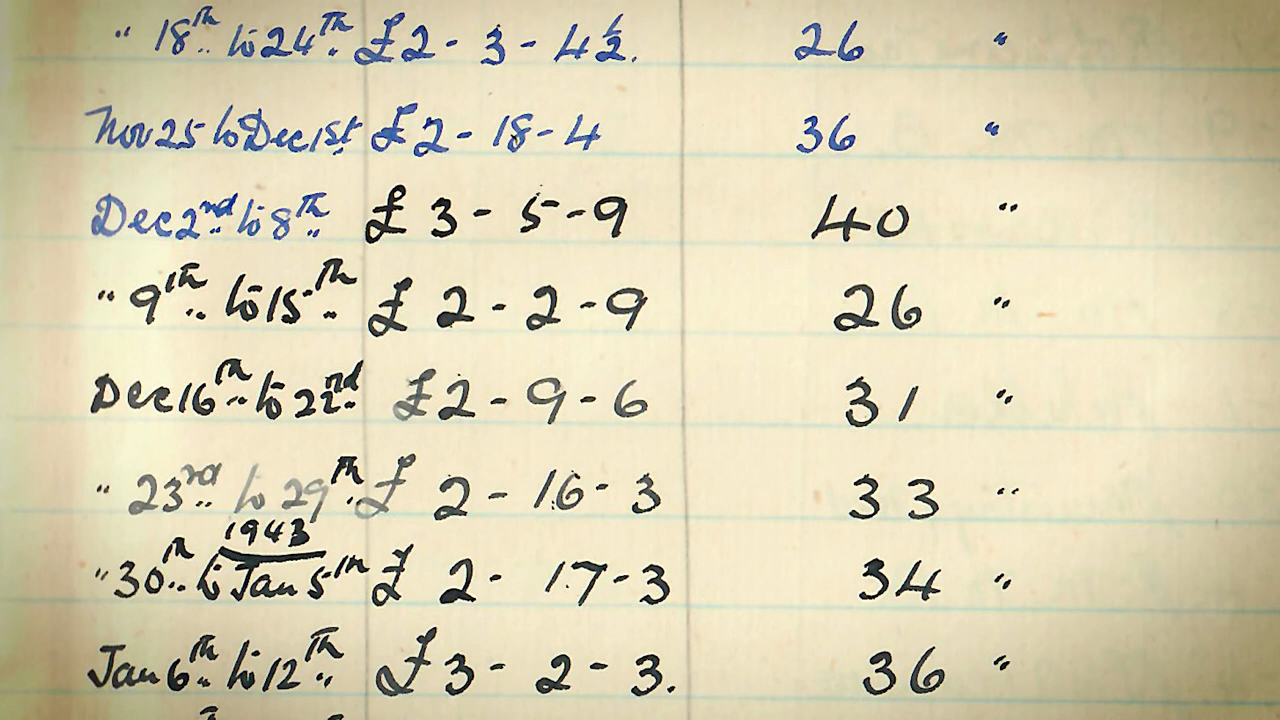 " 18th to 24th £2 - 3 - 4½. 26 "
Nov 25 to Dec 1st £2 - 18 - 4 36 "
Dec 2nd to 8th £3 - 5 - 9 40 "
" 9th to 15th £2 - 2 - 9 26 "
Dec 16th to 22nd £2 - 9 - 6 31 "
" 23rd to 29th £2 - 16 - 3 33 "
1943
" 30th to Jan 5th £2 - 17 - 3 34 "
Jan 6th to 12th £3 - 2 - 3. 36 "